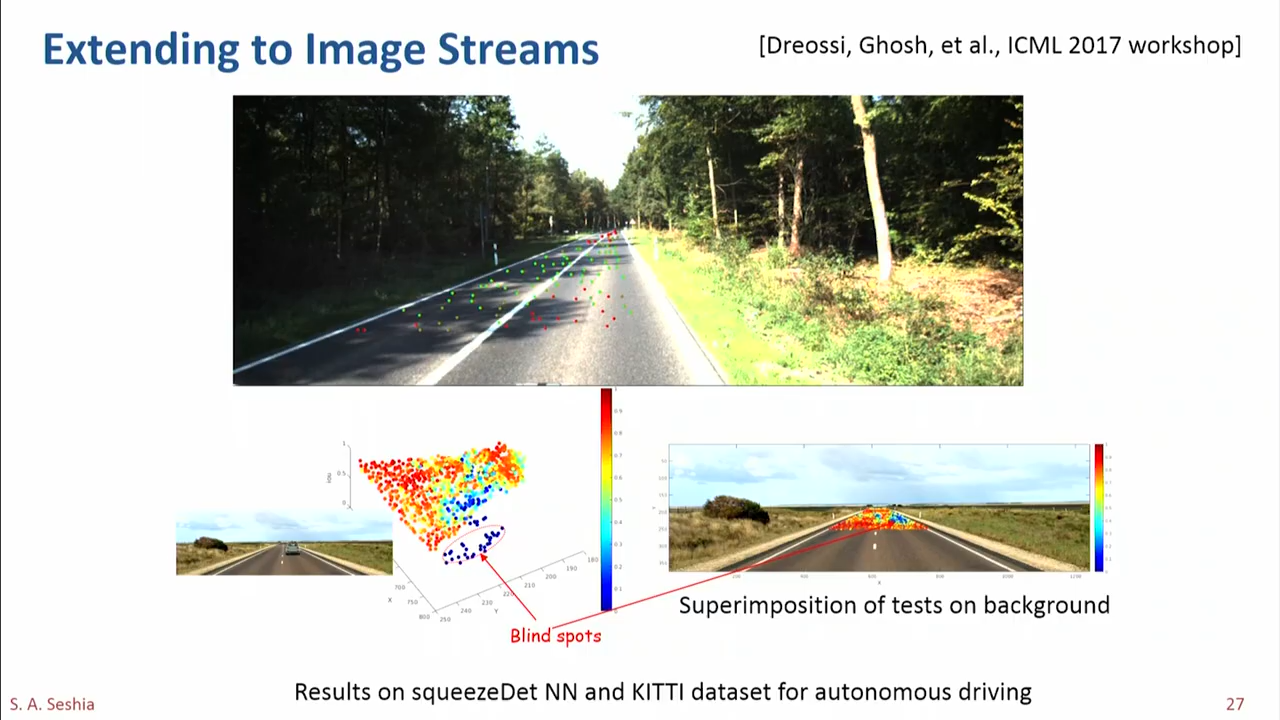 Extending to Image Streams
[Dreossi, Ghosh, et al., ICML 2017 workshop]
Blind spots
Superimposition of tests on background
Results on squeezeDet NN and KITTI dataset for autonomous driving
S. A. Seshia
27